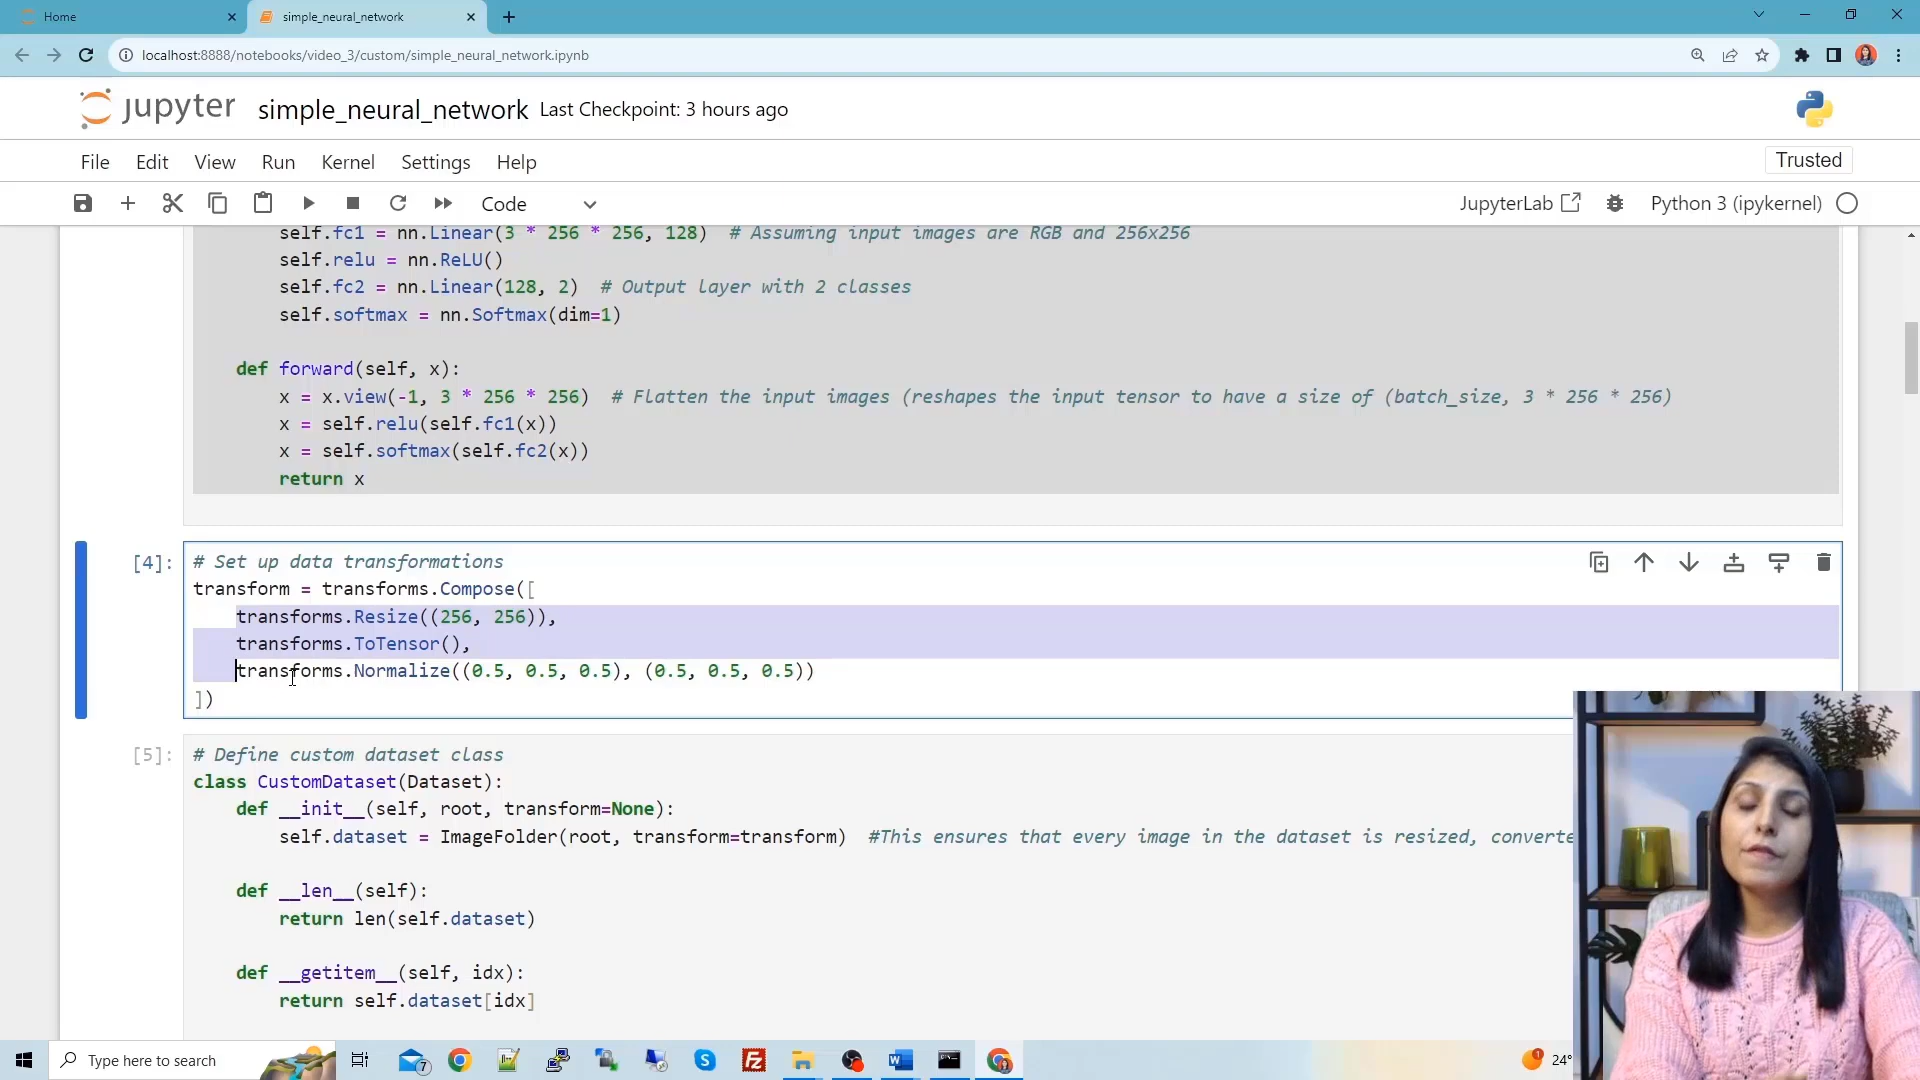 Home
simple_neural_network
localhost:8888/notebooks/video_3/custom/simple_neural_network.ipynb
jupyter simple_neural_network Last Checkpoint: 3 hours ago
File Edit View Run Kernel Settings Help
Trusted
Code
JupyterLab
Python 3 (ipykernel)
self.fc1 = nn.Linear(3 * 256 * 256, 128)  # Assuming input images are RGB and 256x256
self.relu = nn.ReLU()
self.fc2 = nn.Linear(128, 2)  # Output layer with 2 classes
self.softmax = nn.Softmax(dim=1)
def forward(self, x):
x = x.view(-1, 3 * 256 * 256)  # Flatten the input images (reshapes the input tensor to have a size of (batch_size, 3 * 256 * 256)
x = self.relu(self.fc1(x))
x = self.softmax(self.fc2(x))
return x
[4]:
# Set up data transformations
transform = transforms.Compose([
transforms.Resize((256, 256)),
transforms.ToTensor(),
transforms.Normalize((0.5, 0.5, 0.5), (0.5, 0.5, 0.5))
])
[5]:
# Define custom dataset class
class CustomDataset(Dataset):
def __init__(self, root, transform=None):
self.dataset = ImageFolder(root, transform=transform)  #This ensures that every image in the dataset is resized, converte
def __len__(self):
return len(self.dataset)
def __getitem__(self, idx):
return self.dataset[idx]
Type here to search
7
1
24°